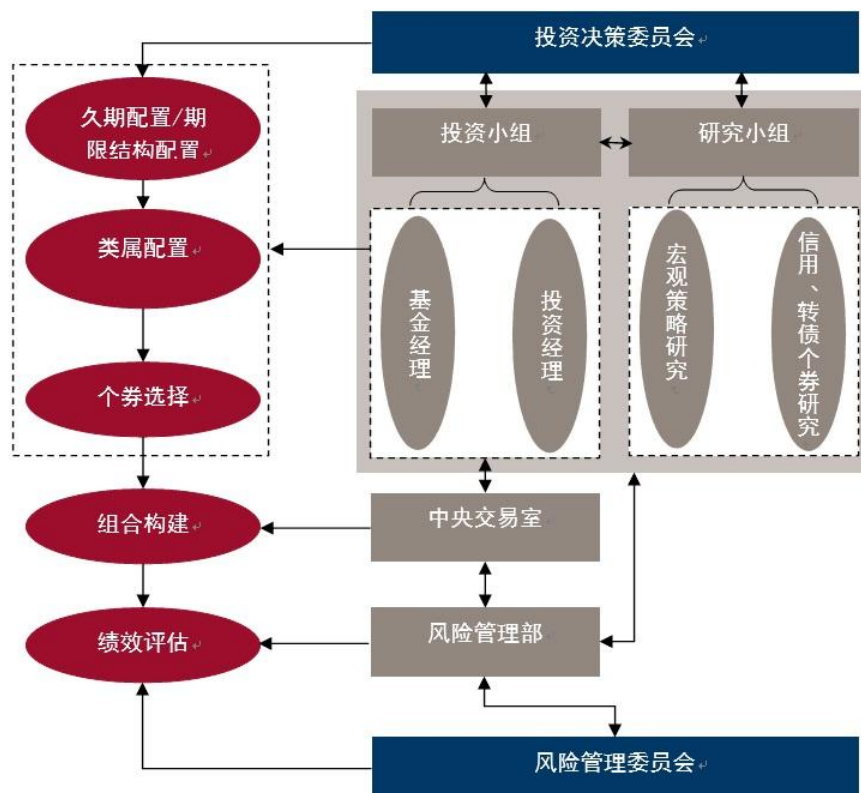 投资决策委员会
久期配置/期
限结构配置
投资小组
研究小组
类属配置
基金经理
投资经理
宏观策略研究
信用、转债个券研究
个券选择
组合构建
中央交易室
绩效评估
风险管理部
风险管理委员会